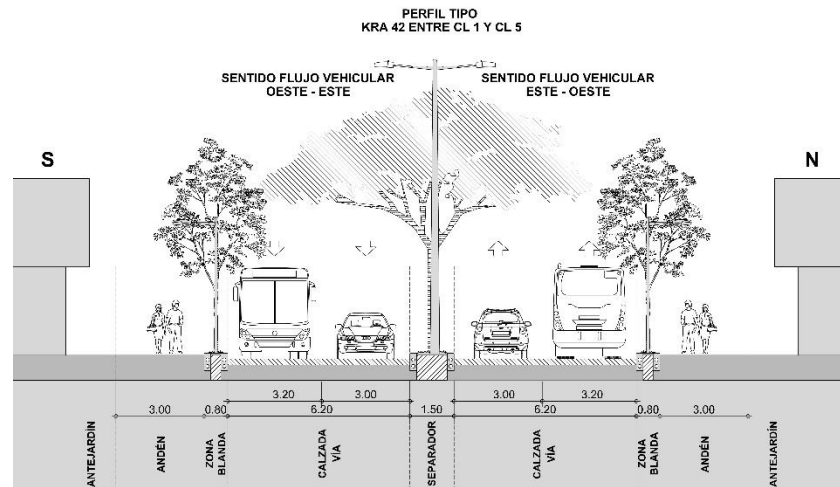 PERFIL TIPO
KRA 42 ENTRE CL 1 Y CL 5
SENTIDO FLUJO VEHICULAR
OESTE - ESTE
SENTIDO FLUJO VEHICULAR
ESTE - OESTE
S
N
3.20
3.00
3.00
3.20
3.00
0.80
6.20
1.50
6.20
0.80
3.00
ANTEJARDÍN
ANDÉN
ZONA
BLANDA
CALZADA
VÍA
SEPARADOR
CALZADA
VÍA
ZONA
BLANDA
ANDÉN
ANTEJARDÍN